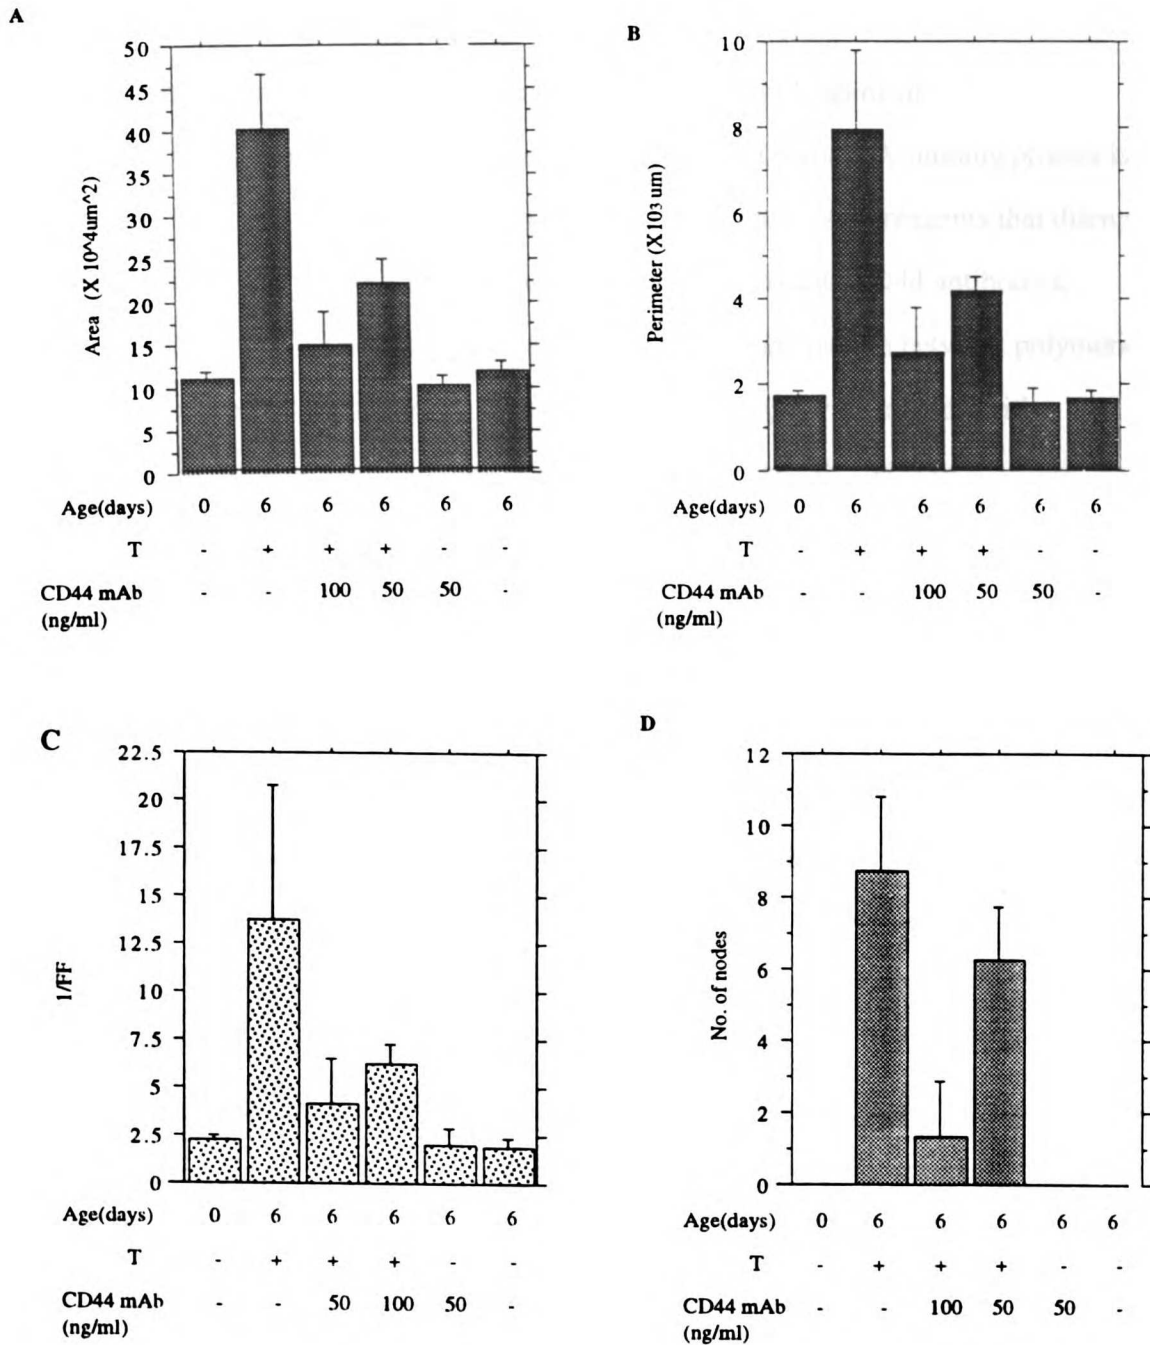 A
50
45
40
35
30
25
20
15
10
5
0
Area (X 10^4um^2)
Age(days) 0 6 6 6 6 6
T - + + + - -
CD44 mAb - - 100 50 50 -
(ng/ml)
B
10
8
6
4
2
0
Perimeter (X103 um)
Age(days) 0 6 6 6 6 6
T - + + + - -
CD44 mAb - - 100 50 50 -
(ng/ml)
that
polymer
C
22.5
20
17.5
15
12.5
10
7.5
5
2.5
0
1/FF
Age(days) 0 6 6 6 6 6
T - + + + - -
CD44 mAb - - 50 100 50 -
(ng/ml)
D
12
10
8
6
4
2
0
No. of nodes
Age(days) 0 6 6 6 6 6
T - + + + - -
CD44 mAb - - 100 50 50 -
(ng/ml)